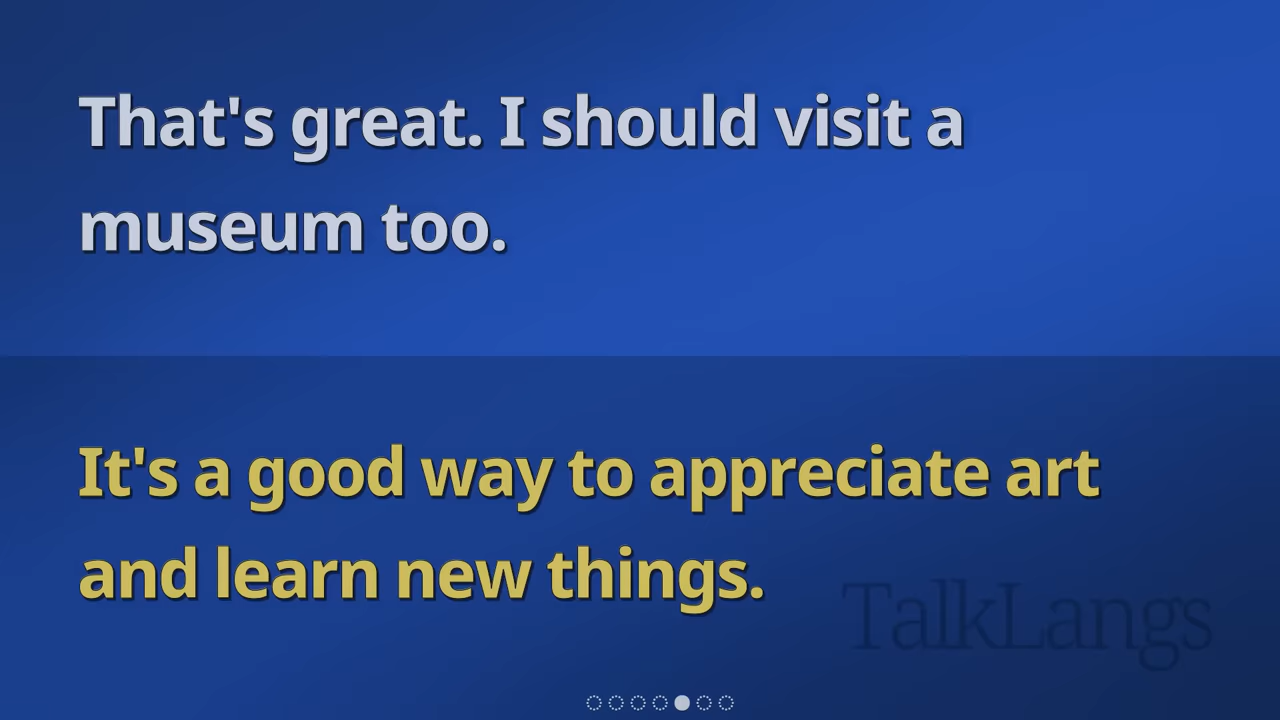 That's great. I should visit a
museum too.
It's a good way to appreciate art
and learn new things.
TalkLangs